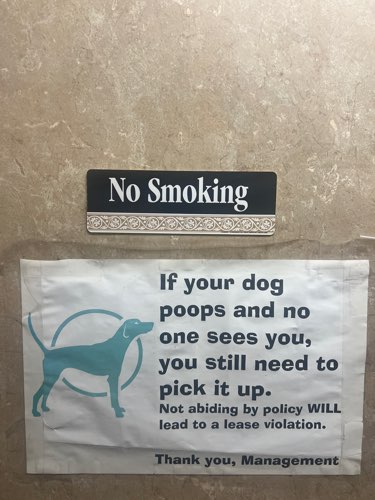 No Smoking
If your dog
poops and no
one sees you,
you still need to
pick it up.
Not abiding by policy WILL
lead to a lease violation.
Thank you, Management